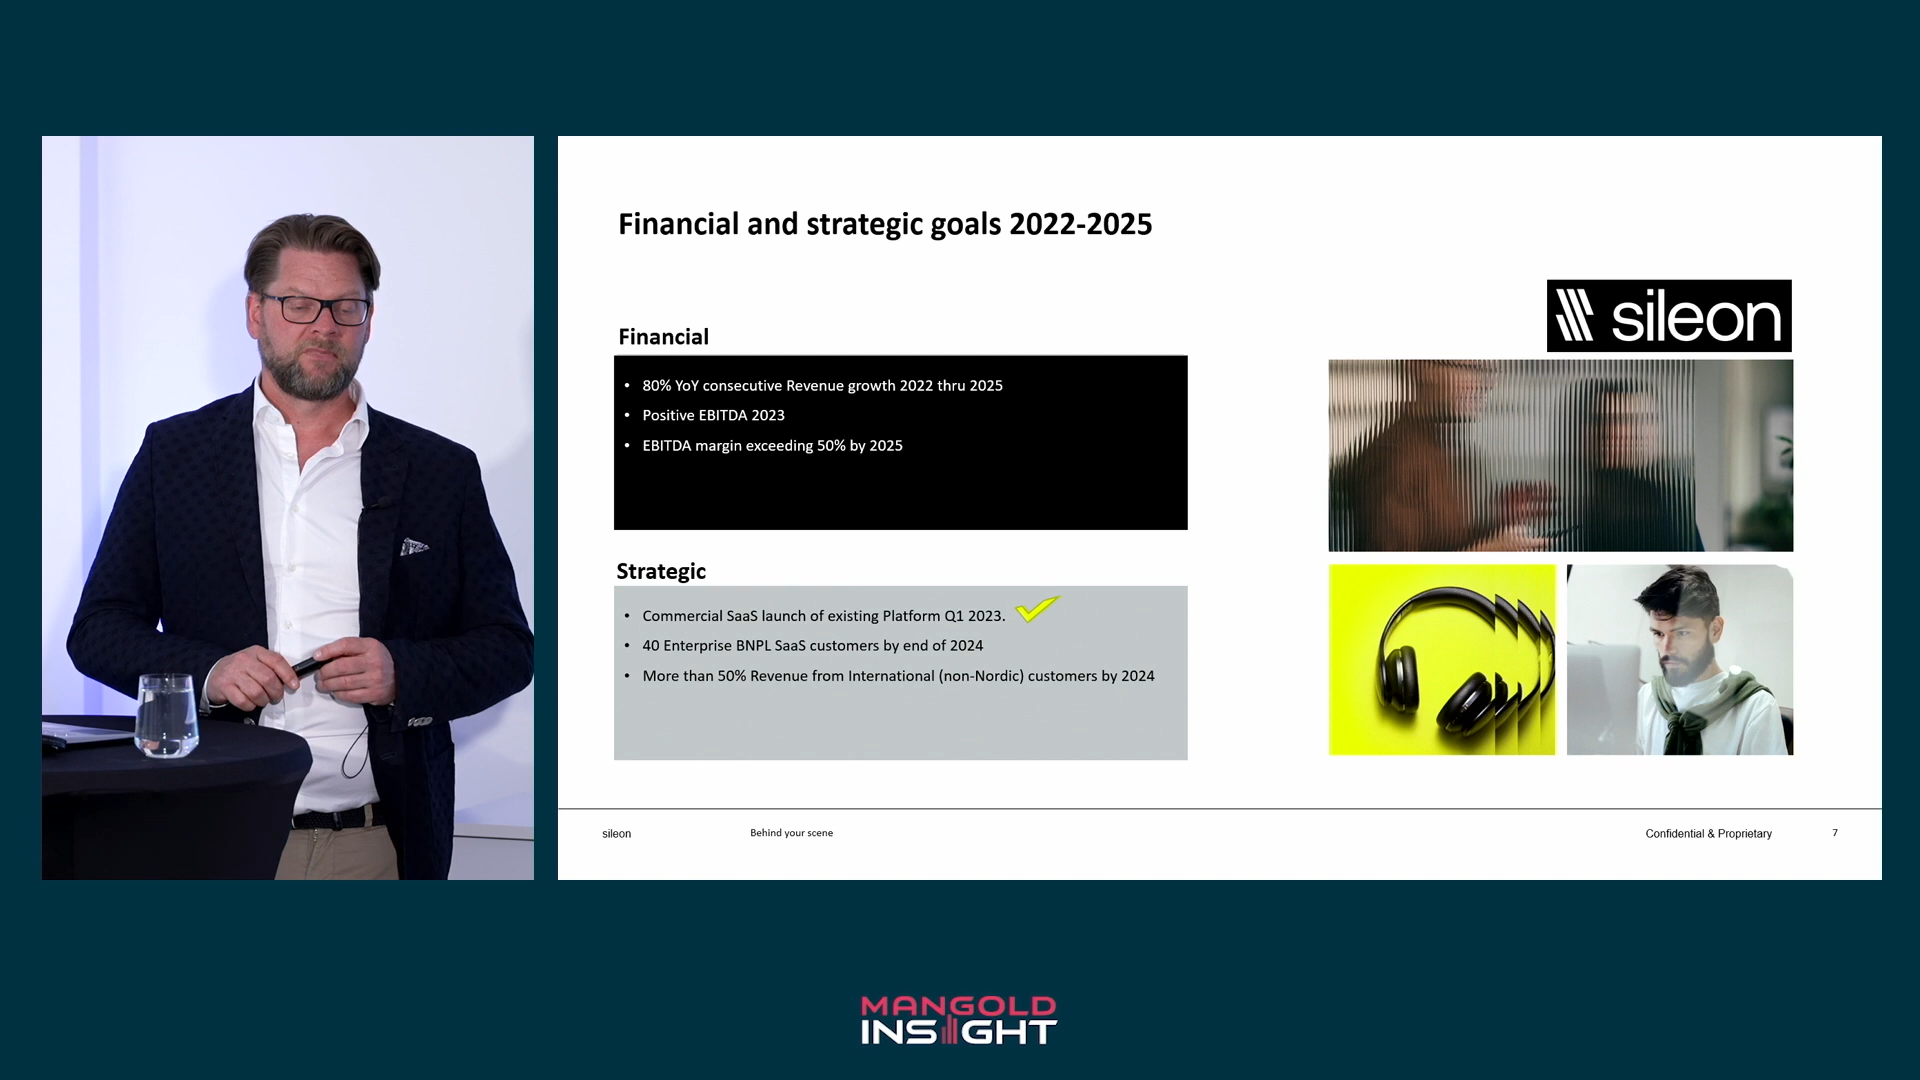 Financial and strategic goals 2022-2025
sileon
Financial
• 80% YoY consecutive Revenue growth 2022 thru 2025
• Positive EBITDA 2023
• EBITDA margin exceeding 50% by 2025
Strategic
• Commercial SaaS launch of existing Platform Q1 2023.
• 40 Enterprise BNPL SaaS customers by end of 2024
• More than 50% Revenue from International (non-Nordic) customers by 2024
sileon
Behind your scene
Confidential & Proprietary
7
MANGOLD
INSIGHT